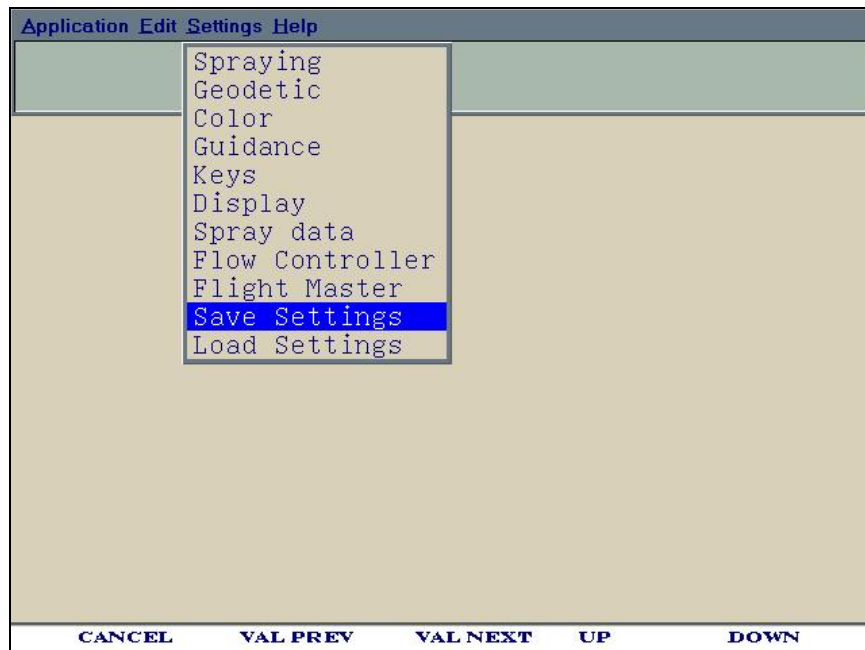 Application Edit Settings Help
Spraying
Geodetic
Color
Guidance
Keys
Display
Spray data
Flow Controller
Flight Master
Save Settings
Load Settings
CANCEL VAL PREV VAL NEXT UP DOWN